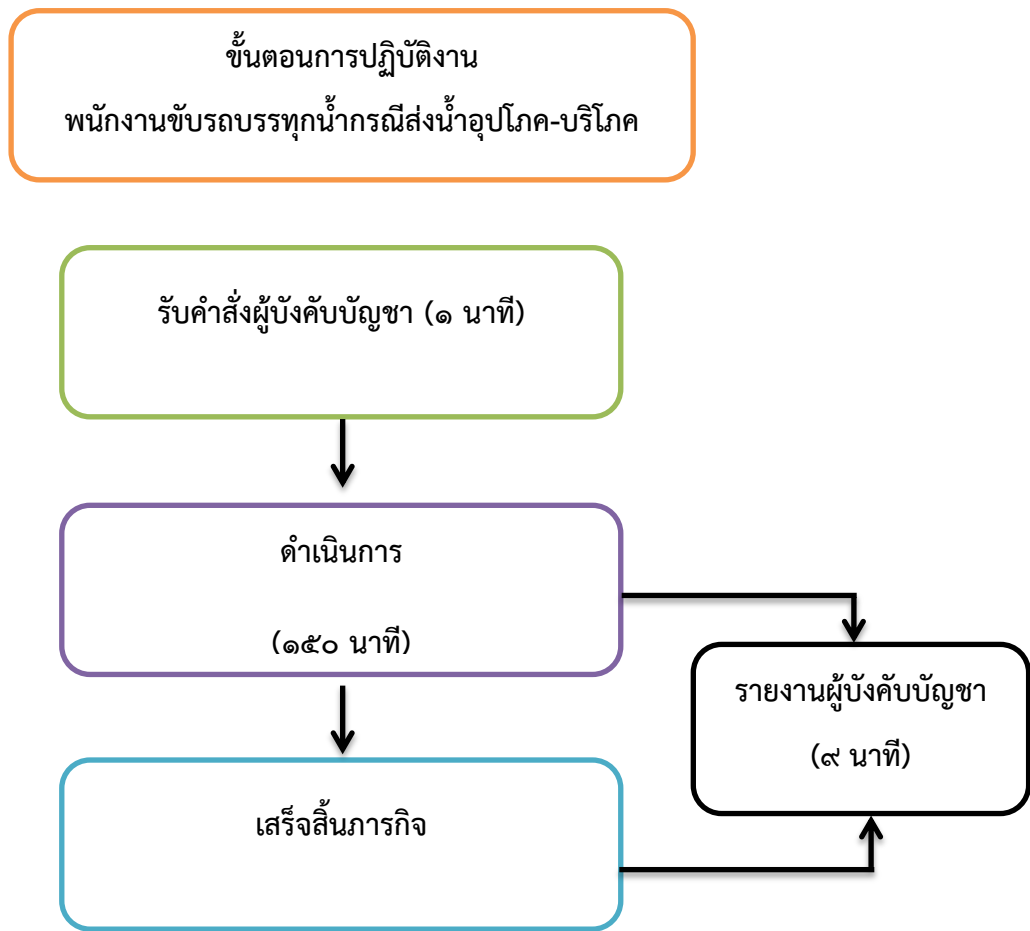 ขั้นตอนการปฏิบัติงาน
พนักงานขับรถบรรทุกน้ำกรณีส่งน้ำอุปโภค-บริโภค
รับคำสั่งผู้บังคับบัญชา (๑ นาที)
ดำเนินการ
(๑๕๐ นาที)
รายงานผู้บังคับบัญชา
(๙ นาที)
เสร็จสิ้นภารกิจ